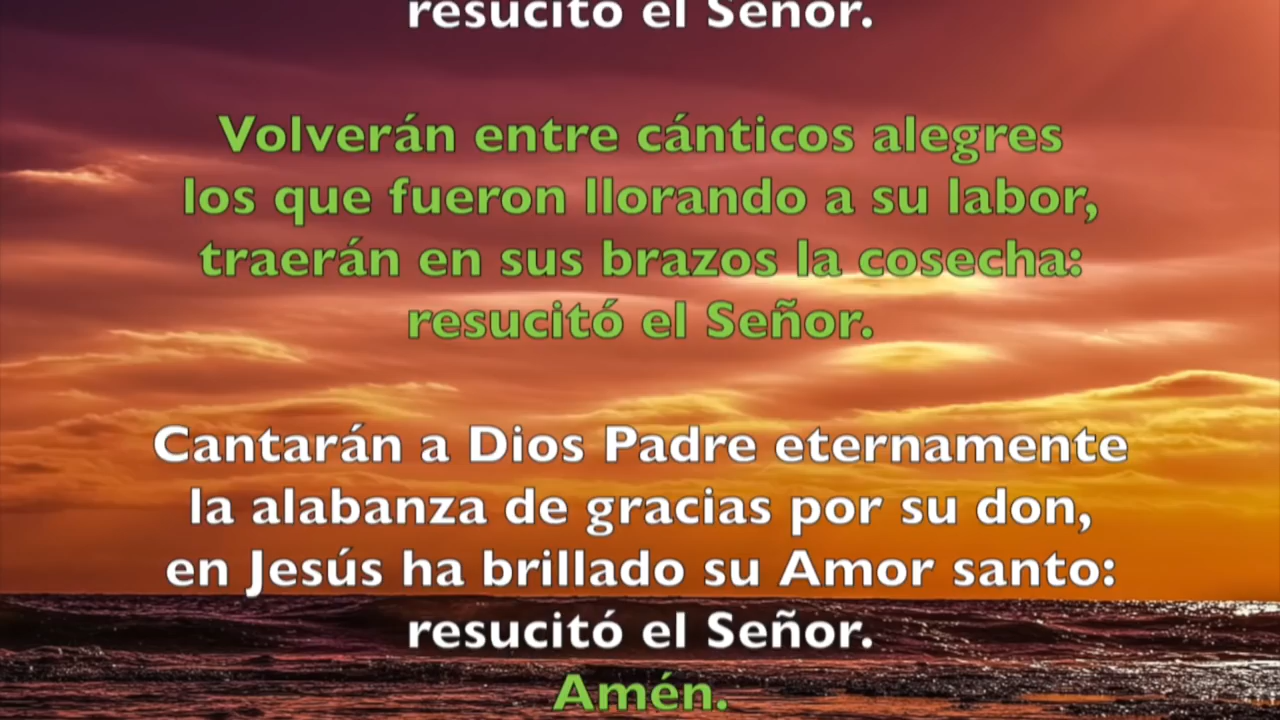 resucitó el Señor.
Volverán entre cánticos alegres
los que fueron llorando a su labor,
traerán en sus brazos la cosecha:
resucitó el Señor.
Cantarán a Dios Padre eternamente
la alabanza de gracias por su don,
en Jesús ha brillado su Amor santo:
resucitó el Señor.
Amén.